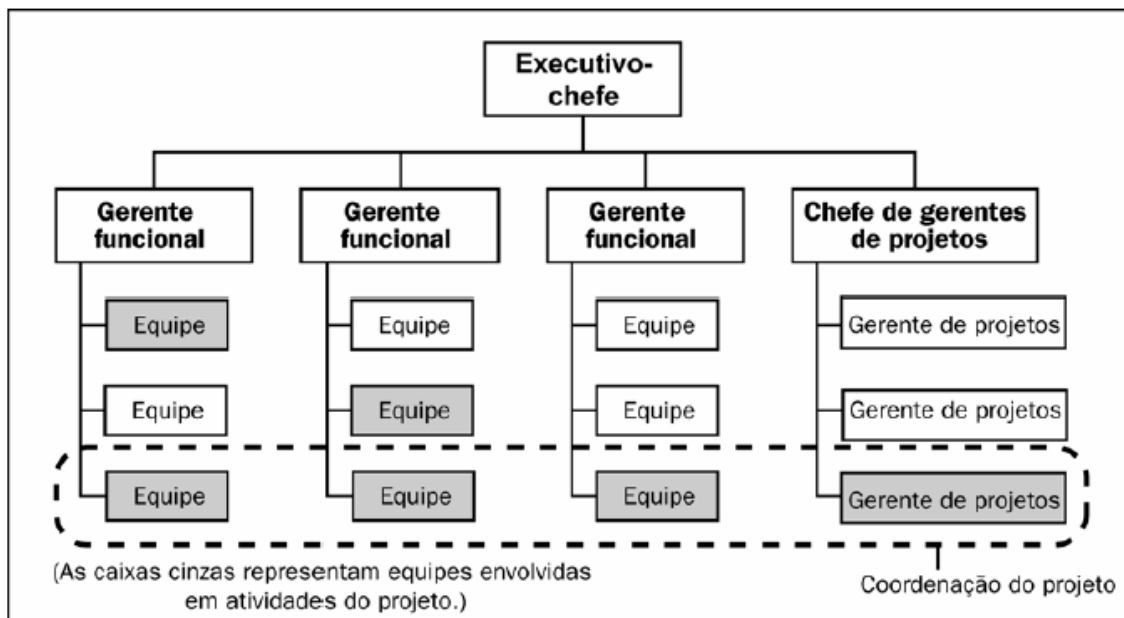 Executivo-
chefe
Gerente
funcional
Gerente
funcional
Gerente
funcional
Chefe de gerentes
de projetos
Equipe
Equipe
Equipe
Gerente de projetos
Equipe
Equipe
Equipe
Gerente de projetos
Equipe
Equipe
Equipe
Gerente de projetos
(As caixas cinzas representam equipes envolvidas
em atividades do projeto.)
Coordenação do projeto